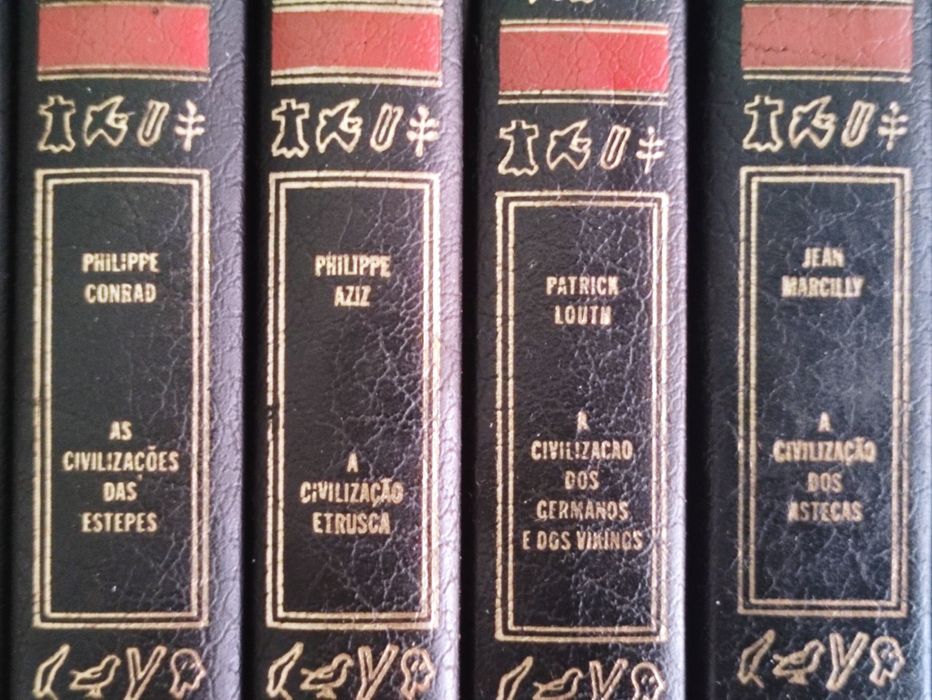 PHILIPPE
CONRAD
AS
CIVILIZAÇÕES
DAS
ESTEPES
PHILIPPE
AZIZ
A
CIVILIZAÇÃO
ETRUSCA
PATRICK
LOUTH
A
CIVILIZACAO
DOS
GERMANOS
E DOS VIKINGS
JEAN
MARCILLY
A
CIVILIZAÇÃO
DOS
ASTECAS